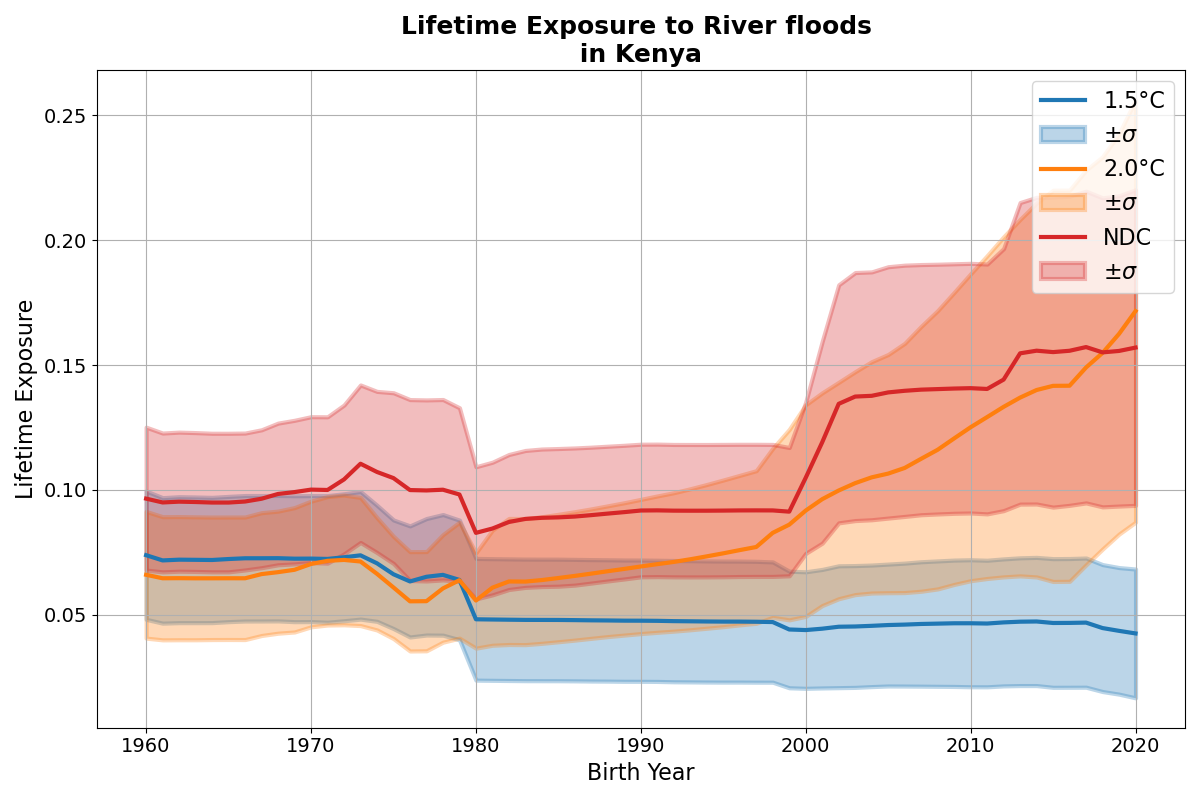 Lifetime Exposure to River floods
in Kenya
0.25
0.20
0.15
0.10
0.05
Lifetime Exposure
1960 1970 1980 1990 2000 2010 2020
Birth Year
1.5°C
±σ
2.0°C
±σ
NDC
±σ